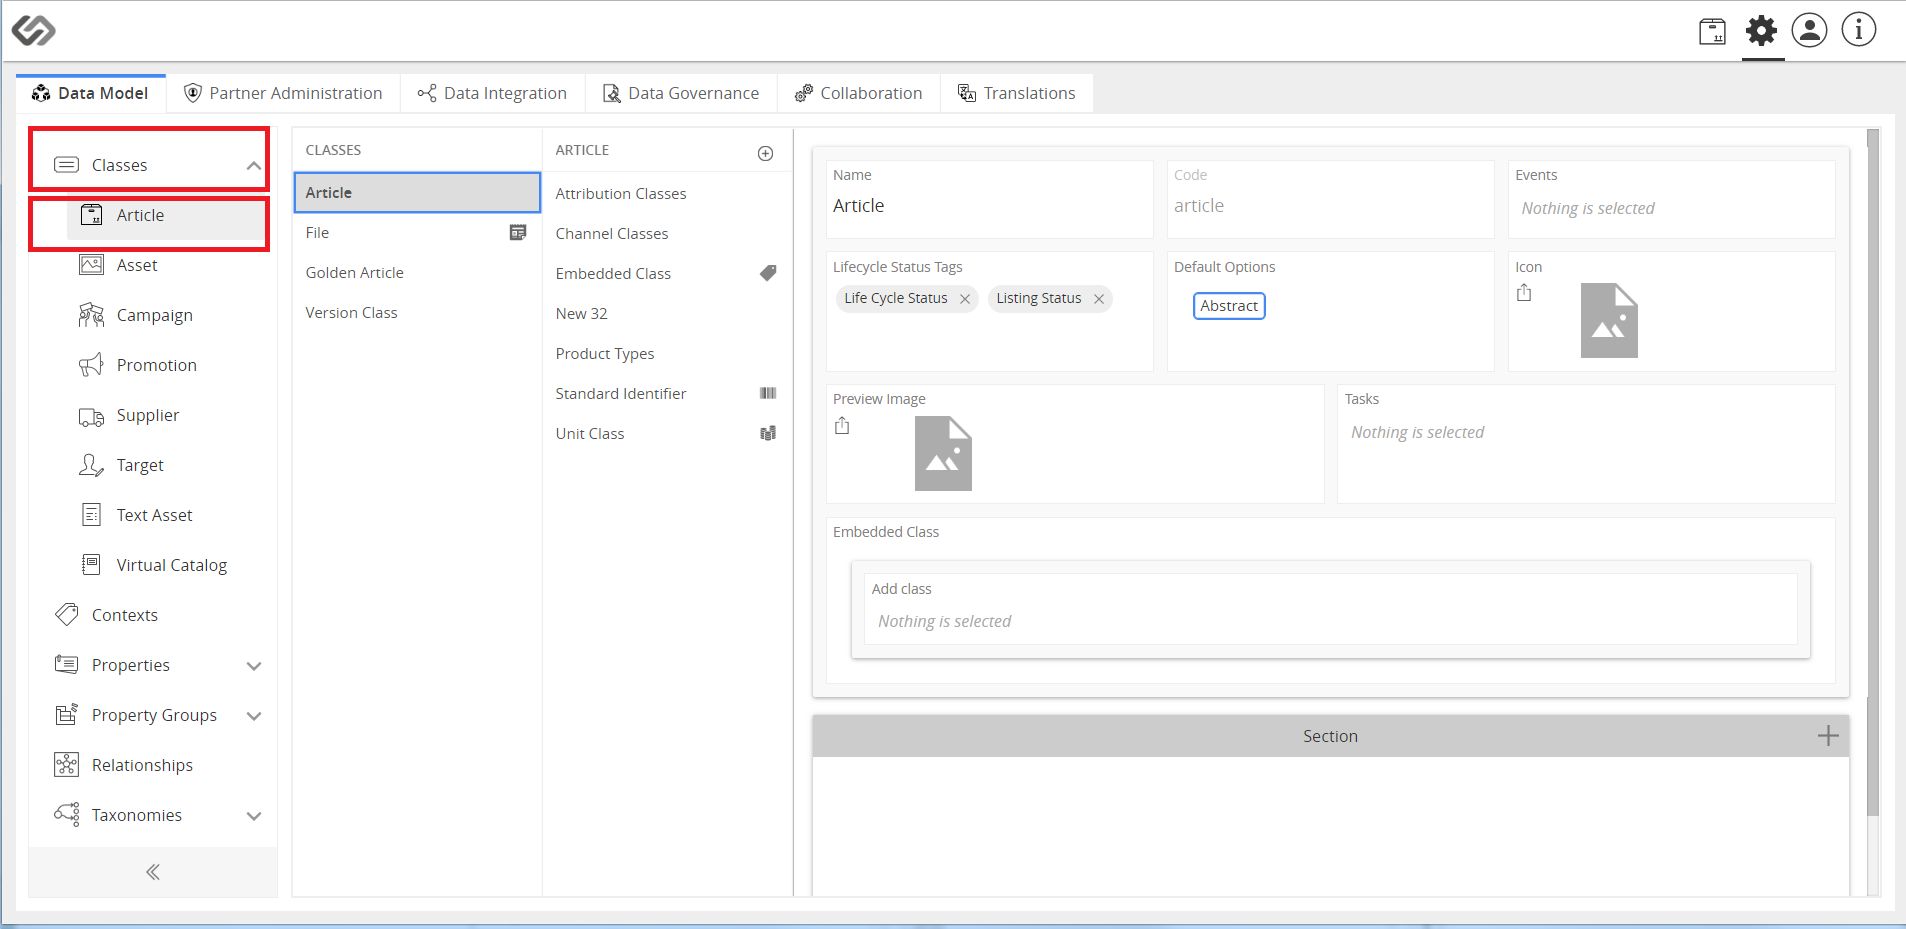 Data Model
Partner Administration
Data Integration
Data Governance
Collaboration
Translations
Classes
Article
Asset
Campaign
Promotion
Supplier
Target
Text Asset
Virtual Catalog
Contexts
Properties
Property Groups
Relationships
Taxonomies
CLASSES
Article
File
Golden Article
Version Class
ARTICLE
Attribution Classes
Channel Classes
Embedded Class
New 32
Product Types
Standard Identifier
Unit Class
Name
Article
Code
article
Events
Nothing is selected
Lifecycle Status Tags
Life Cycle Status
Listing Status
Default Options
Abstract
Icon
Preview Image
Tasks
Nothing is selected
Embedded Class
Add class
Nothing is selected
Section